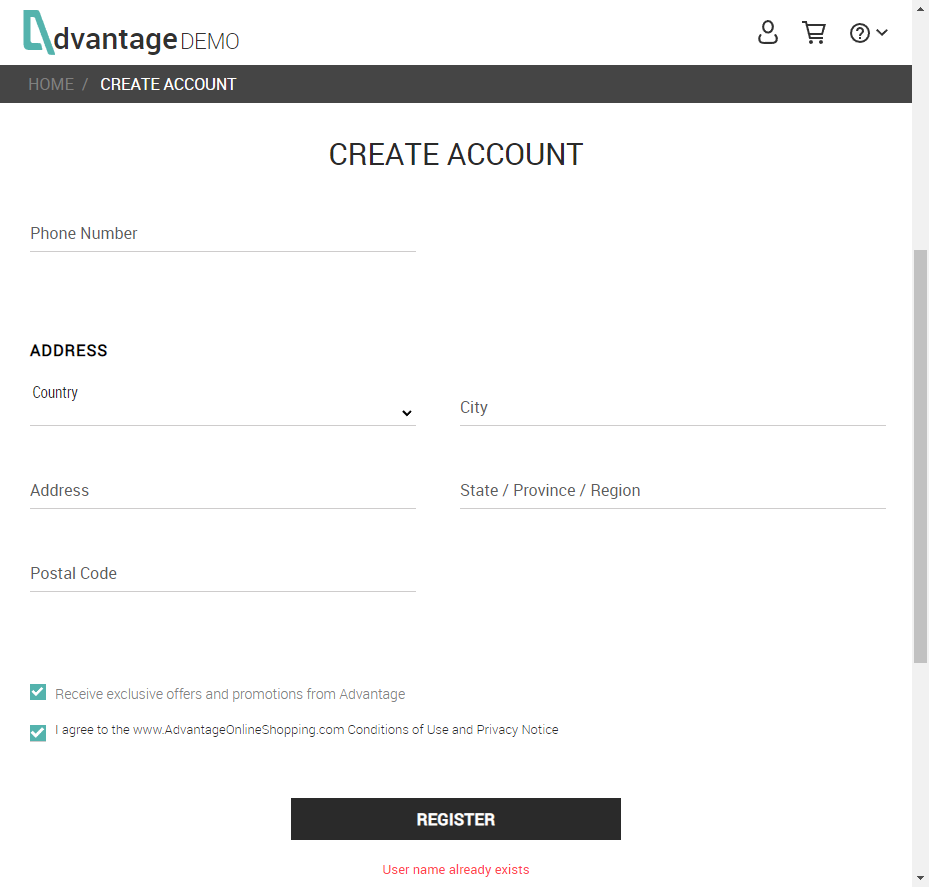 dvantage DEMO
HOME / CREATE ACCOUNT
CREATE ACCOUNT
Phone Number
ADDRESS
Country
City
Address
State / Province / Region
Postal Code
Receive exclusive offers and promotions from Advantage
I agree to the www.AdvantageOnlineShopping.com Conditions of Use and Privacy Notice
REGISTER
User name already exists